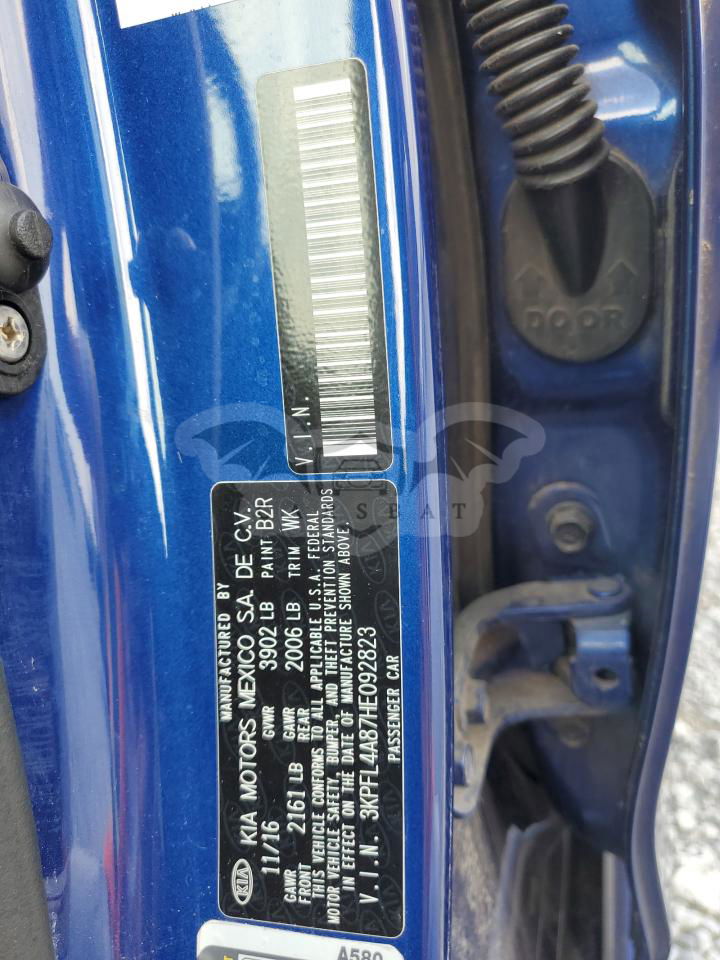 V.I.N.
MANUFACTURED BY
KIA KIA MOTORS MEXICO S.A. DE C.V.
11/16 GVWR 3902 LB PAINT B2R
GAWR FRONT 2161 LB GAWR REAR 2006 LB TRIM WK
THIS VEHICLE CONFORMS TO ALL APPLICABLE U.S.A. FEDERAL
MOTOR VEHICLE SAFETY, BUMPER, AND THEFT PREVENTION STANDARDS
IN EFFECT ON THE DATE OF MANUFACTURE SHOWN ABOVE.
V.I.N. 3KPFL4A87HE092823
PASSENGER CAR
DOOR
SEAT
A580